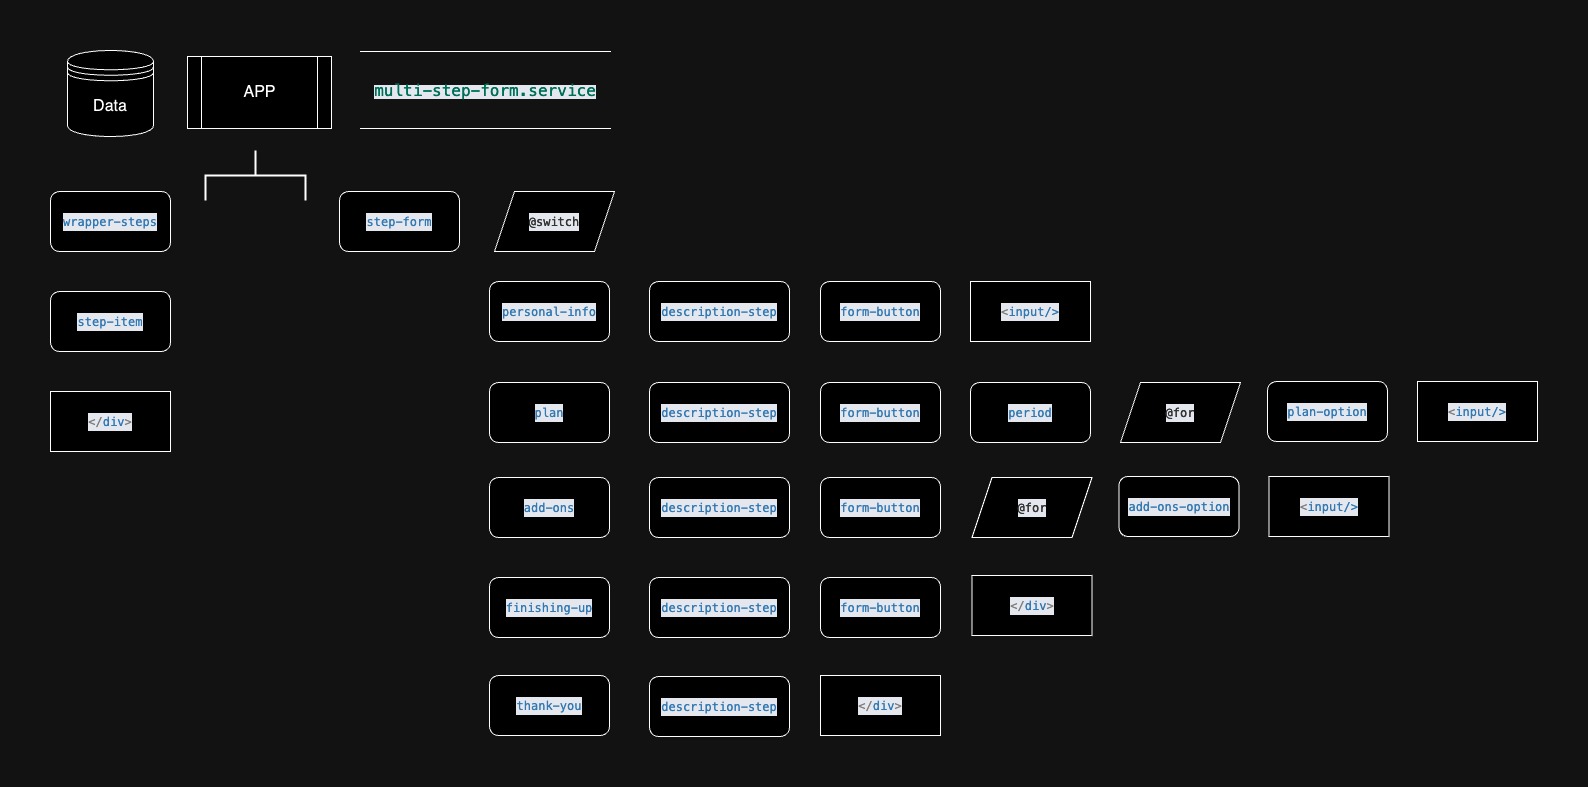 Data
APP
multi-step-form.service
wrapper-steps
step-form
@switch
personal-info
description-step
form-button
<input/>
step-item
plan
description-step
form-button
period
@for
plan-option
<input/>
</div>
add-ons
description-step
form-button
@for
add-ons-option
<input/>
finishing-up
description-step
form-button
</div>
thank-you
description-step
</div>